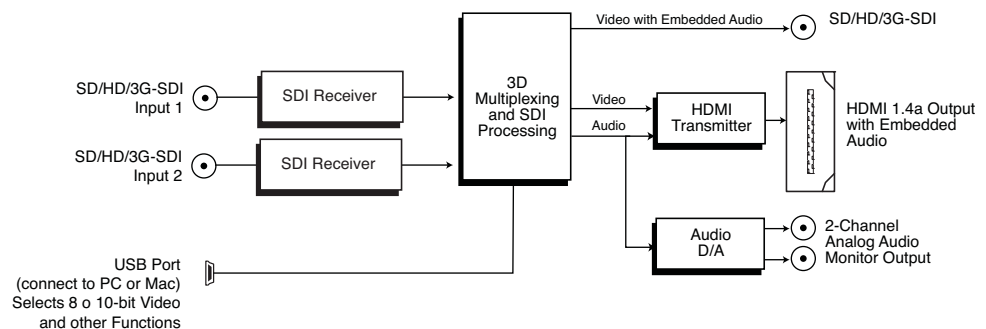 Video with Embedded Audio
SD/HD/3G-SDI
SD/HD/3G-SDI
Input 1
SDI Receiver
3D
Multiplexing
and SDI
Processing
Video
Audio
HDMI
Transmitter
HDMI 1.4a Output
with Embedded
Audio
SD/HD/3G-SDI
Input 2
SDI Receiver
Audio
D/A
2-Channel
Analog Audio
Monitor Output
USB Port
(connect to PC or Mac)
Selects 8 o 10-bit Video
and other Functions